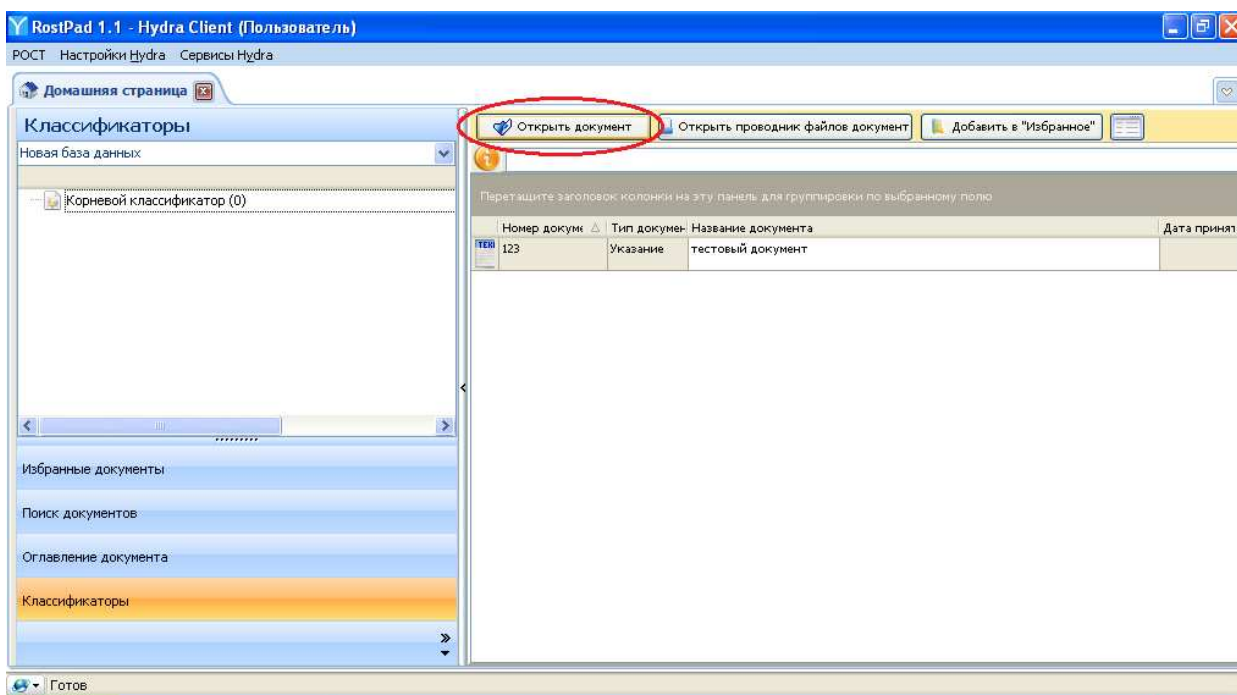 RostPad 1.1 - Hydra Client (Пользователь)
РОСТ Настройки Hydra Сервисы Hydra
Домашняя страница
Классификаторы
Открыть документ Открыть проводник файлов документ Добавить в "Избранное"
Новая база данных
Корневой классификатор (0)
Перетащите заголовок колонки на эту панель для группировки по выбранному полю
Номер докуме Тип докумен Название документа Дата принят
123 Указание тестовый документ
Избранные документы
Поиск документов
Оглавление документа
Классификаторы
Готов